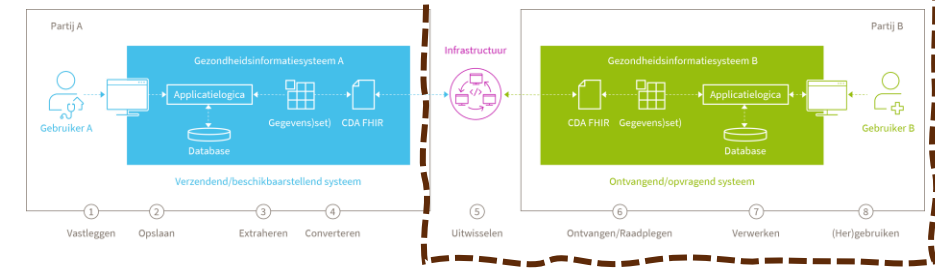 Partij A
Partij B
Infrastructuur
Gezondheidsinformatiesysteem A
Gezondheidsinformatiesysteem B
</>
Applicatielogica
Applicatielogica
Gebruiker A
Gegevens)set)
CDA FHIR
CDA FHIR
Gegevens)set)
Gebruiker B
Database
Database
Verzendend/beschikbaarstellend systeem
Ontvangend/opvragend systeem
1
2
3
4
5
6
7
8
Vastleggen
Opslaan
Extraheren
Converteren
Uitwisselen
Ontvangen/Raadplegen
Verwerken
(Her)gebruiken